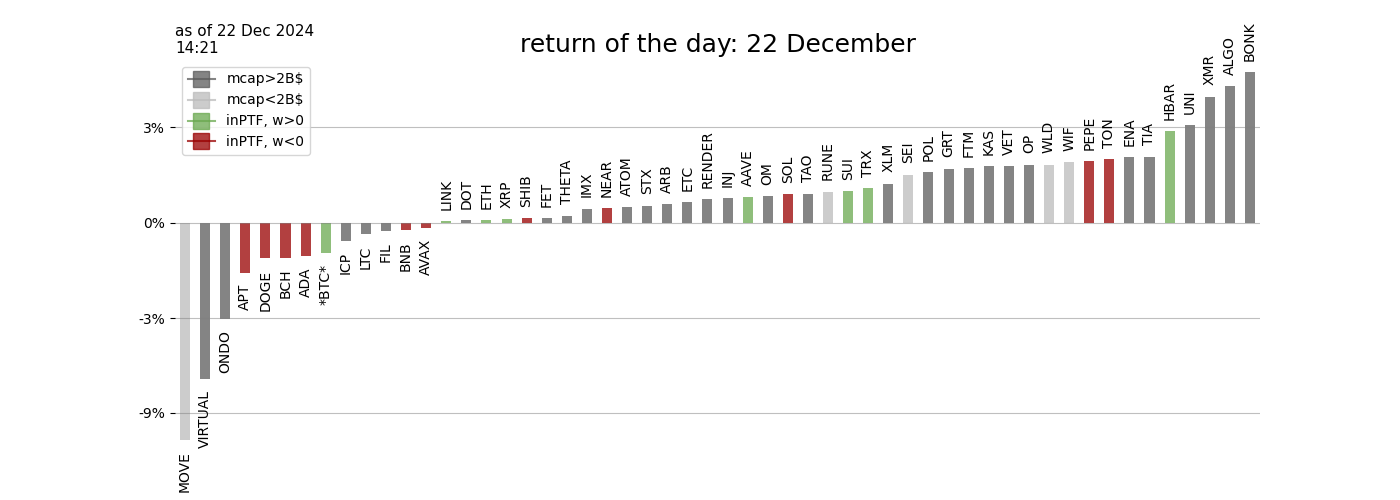 as of 22 Dec 2024
14:21
return of the day: 22 December
mcap>2B$
mcap<2B$
inPTF, w>0
inPTF, w<0
3%
0%
-3%
-9%
MOVE
VIRTUAL
ONDO
APT
DOGE
BCH
ADA
*BTC*
ICP
LTC
FIL
BNB
AVAX
LINK
DOT
ETH
XRP
SHIB
FET
THETA
IMX
NEAR
ATOM
STX
ARB
ETC
RENDER
INJ
AAVE
OM
SOL
TAO
RUNE
SUI
TRX
XLM
SEI
POL
GRT
FTM
KAS
VET
OP
WLD
WIF
PEPE
TON
ENA
TIA
HBAR
UNI
XMR
ALGO
BONK